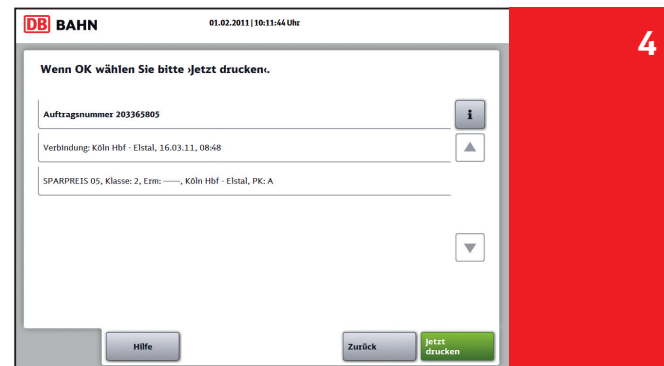 DB BAHN
01.02.2011 | 10:11:44 Uhr
4
Wenn OK wählen Sie bitte ›Jetzt drucken‹.
Auftragsnummer 203365805
i
Verbindung: Köln Hbf - Elstal, 16.03.11, 08:48
SPARPREIS 05, Klasse: 2, Erm: ——, Köln Hbf - Elstal, PK: A
Hilfe
Zurück
Jetzt
drucken